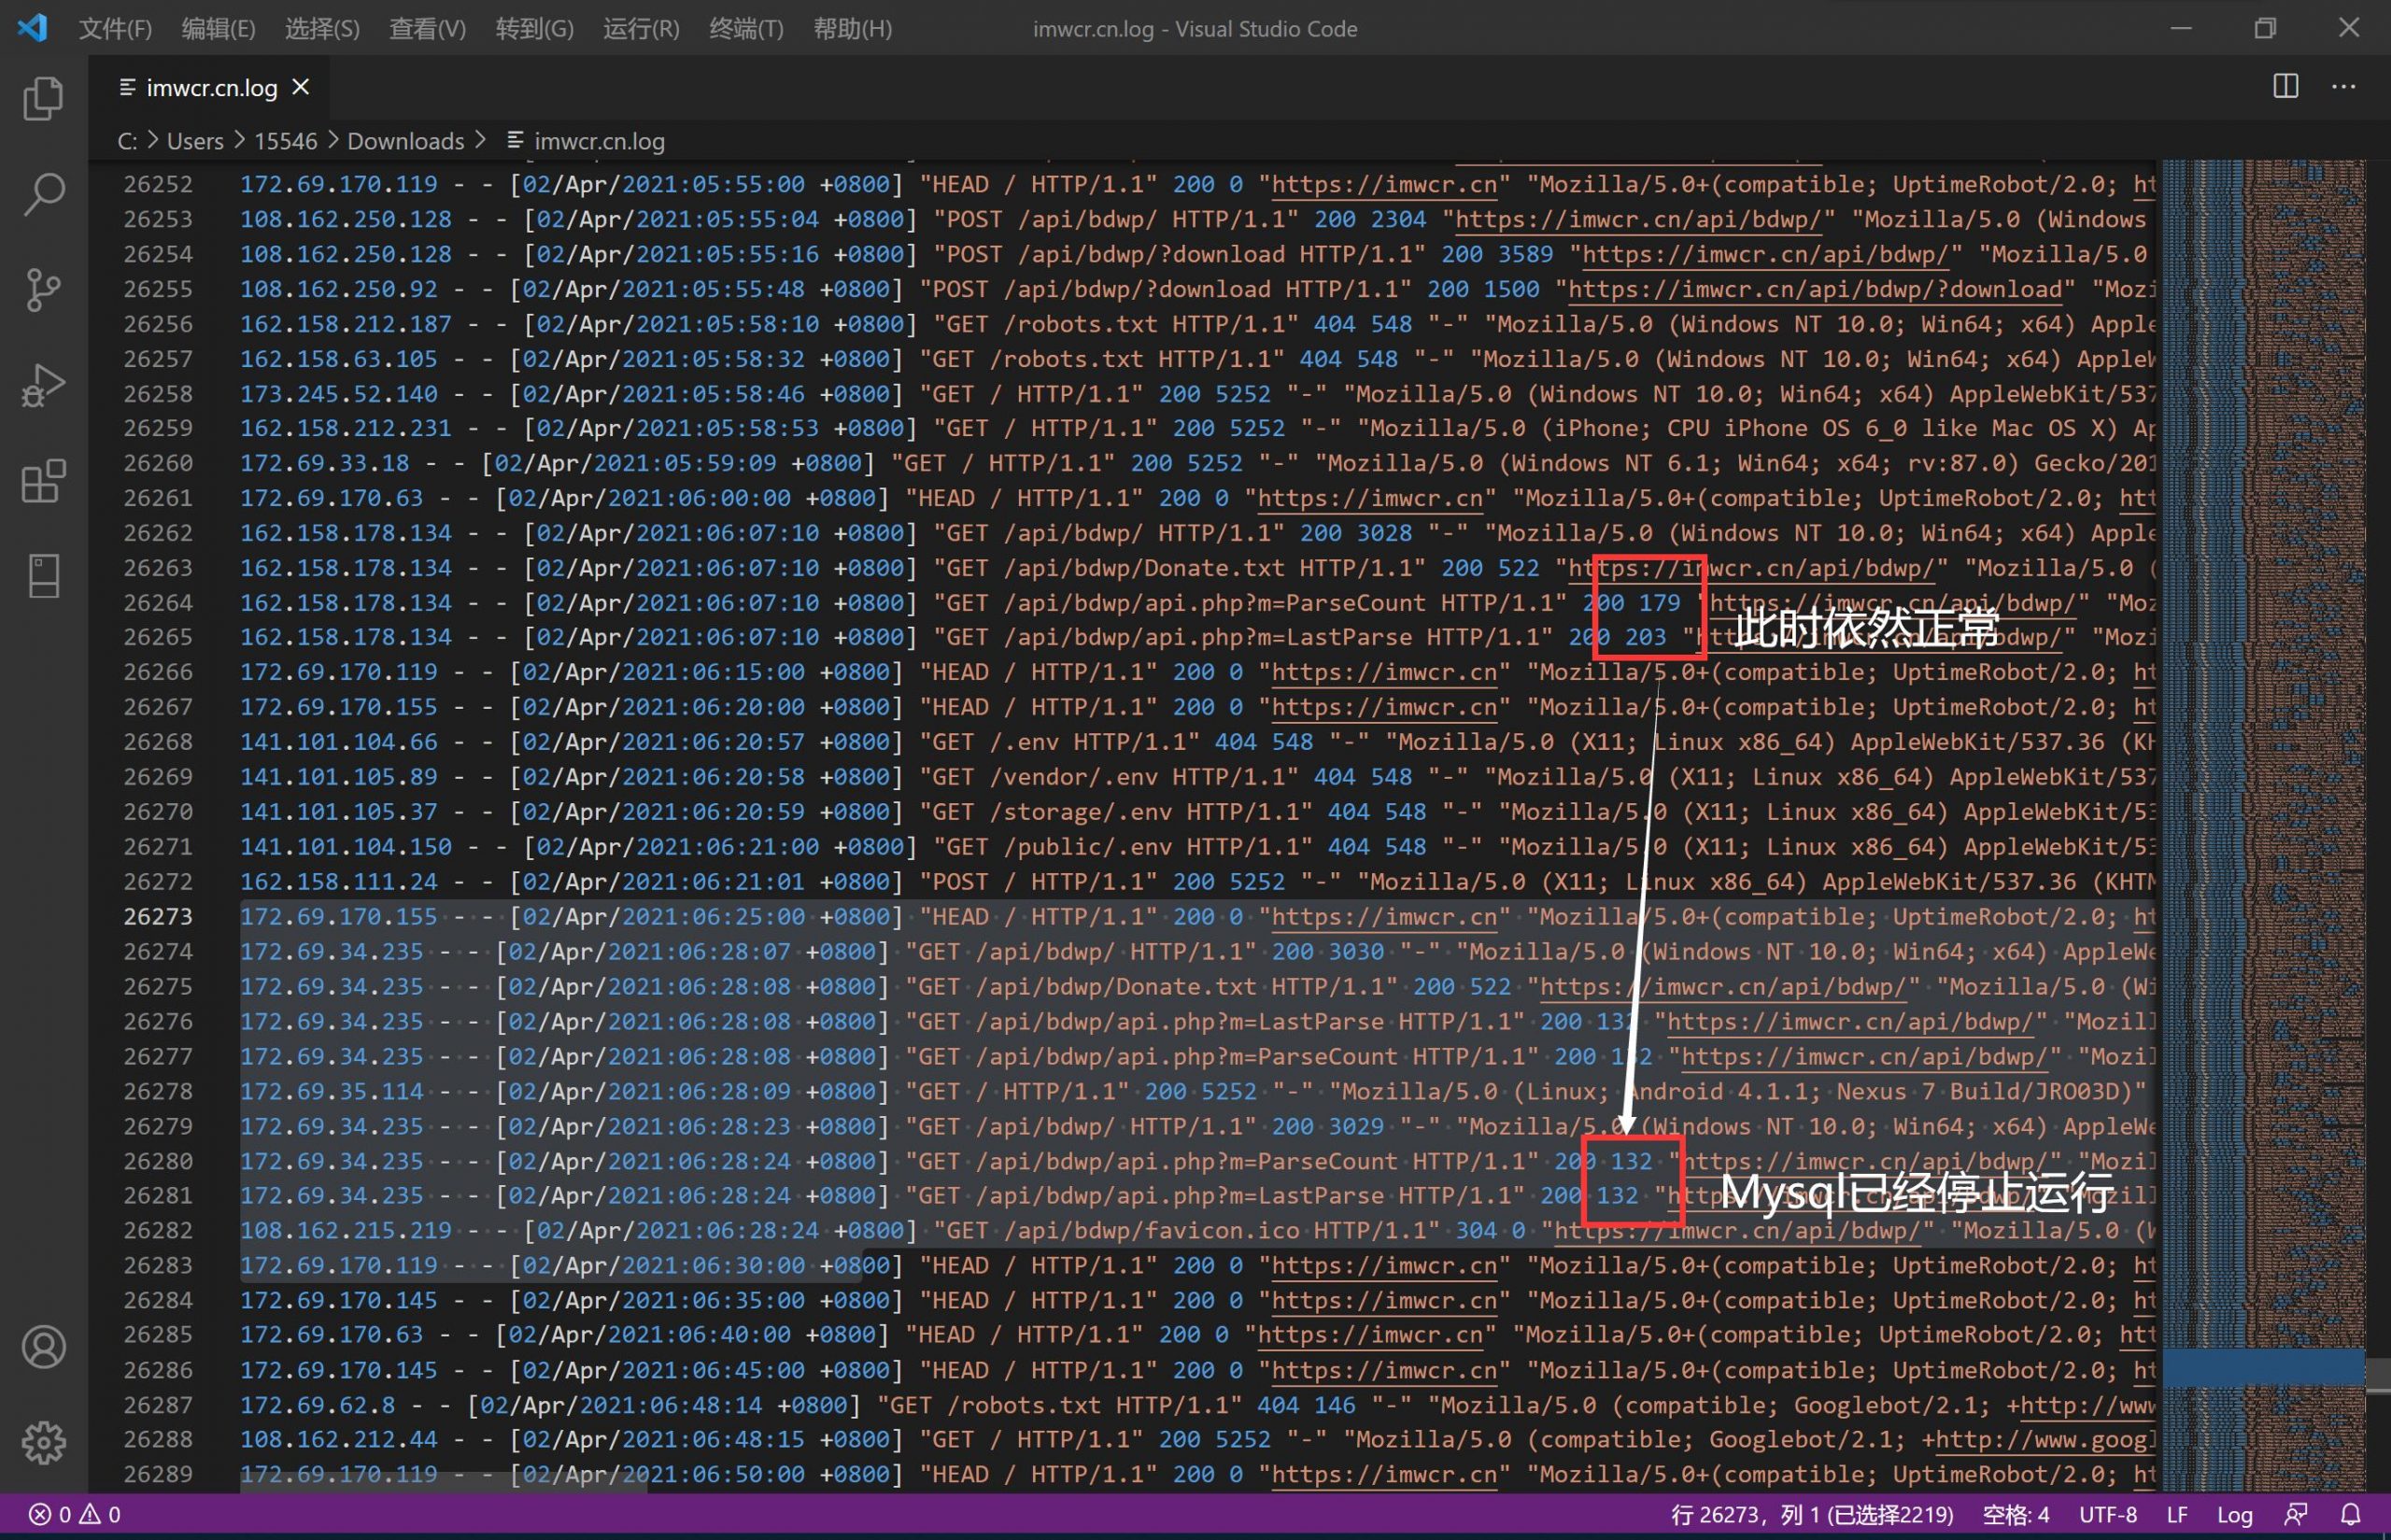 文件(F) 编辑(E) 选择(S) 查看(V) 转到(G) 运行(R) 终端(T) 帮助(H) imwcr.cn.log - Visual Studio Code
imwcr.cn.log
C: > Users > 15546 > Downloads > imwcr.cn.log
26252 172.69.170.119 - - [02/Apr/2021:05:55:00 +0800] "HEAD / HTTP/1.1" 200 0 "https://imwcr.cn" "Mozilla/5.0+(compatible; UptimeRobot/2.0; ht
26253 108.162.250.128 - - [02/Apr/2021:05:55:04 +0800] "POST /api/bdwp/ HTTP/1.1" 200 2304 "https://imwcr.cn/api/bdwp/" "Mozilla/5.0 (Windows
26254 108.162.250.128 - - [02/Apr/2021:05:55:16 +0800] "POST /api/bdwp/?download HTTP/1.1" 200 3589 "https://imwcr.cn/api/bdwp/" "Mozilla/5.0
26255 108.162.250.92 - - [02/Apr/2021:05:55:48 +0800] "POST /api/bdwp/?download HTTP/1.1" 200 1500 "https://imwcr.cn/api/bdwp/?download" "Mozi
26256 162.158.212.187 - - [02/Apr/2021:05:58:10 +0800] "GET /robots.txt HTTP/1.1" 404 548 "-" "Mozilla/5.0 (Windows NT 10.0; Win64; x64) Apple
26257 162.158.63.105 - - [02/Apr/2021:05:58:32 +0800] "GET /robots.txt HTTP/1.1" 404 548 "-" "Mozilla/5.0 (Windows NT 10.0; Win64; x64) AppleW
26258 173.245.52.140 - - [02/Apr/2021:05:58:46 +0800] "GET / HTTP/1.1" 200 5252 "-" "Mozilla/5.0 (Windows NT 10.0; Win64; x64) AppleWebKit/537
26259 162.158.212.231 - - [02/Apr/2021:05:58:53 +0800] "GET / HTTP/1.1" 200 5252 "-" "Mozilla/5.0 (iPhone; CPU iPhone OS 6_0 like Mac OS X) Ap
26260 172.69.33.18 - - [02/Apr/2021:05:59:09 +0800] "GET / HTTP/1.1" 200 5252 "-" "Mozilla/5.0 (Windows NT 6.1; Win64; x64; rv:87.0) Gecko/201
26261 172.69.170.63 - - [02/Apr/2021:06:00:00 +0800] "HEAD / HTTP/1.1" 200 0 "https://imwcr.cn" "Mozilla/5.0+(compatible; UptimeRobot/2.0; htt
26262 162.158.178.134 - - [02/Apr/2021:06:07:10 +0800] "GET /api/bdwp/ HTTP/1.1" 200 3028 "-" "Mozilla/5.0 (Windows NT 10.0; Win64; x64) Apple
26263 162.158.178.134 - - [02/Apr/2021:06:07:10 +0800] "GET /api/bdwp/Donate.txt HTTP/1.1" 200 522 "https://imwcr.cn/api/bdwp/" "Mozilla/5.0 (
26264 162.158.178.134 - - [02/Apr/2021:06:07:10 +0800] "GET /api/bdwp/api.php?m=ParseCount HTTP/1.1" 200 179 "https://imwcr.cn/api/bdwp/" "Moz
此时依然正常
26265 162.158.178.134 - - [02/Apr/2021:06:07:10 +0800] "GET /api/bdwp/api.php?m=LastParse HTTP/1.1" 200 203 "https://imwcr.cn/api/bdwp/" "Mozi
26266 172.69.170.119 - - [02/Apr/2021:06:15:00 +0800] "HEAD / HTTP/1.1" 200 0 "https://imwcr.cn" "Mozilla/5.0+(compatible; UptimeRobot/2.0; ht
26267 172.69.170.155 - - [02/Apr/2021:06:20:00 +0800] "HEAD / HTTP/1.1" 200 0 "https://imwcr.cn" "Mozilla/5.0+(compatible; UptimeRobot/2.0; ht
26268 141.101.104.66 - - [02/Apr/2021:06:20:57 +0800] "GET /.env HTTP/1.1" 404 548 "-" "Mozilla/5.0 (X11; Linux x86_64) AppleWebKit/537.36 (KH
26269 141.101.105.89 - - [02/Apr/2021:06:20:58 +0800] "GET /vendor/.env HTTP/1.1" 404 548 "-" "Mozilla/5.0 (X11; Linux x86_64) AppleWebKit/537
26270 141.101.105.37 - - [02/Apr/2021:06:20:59 +0800] "GET /storage/.env HTTP/1.1" 404 548 "-" "Mozilla/5.0 (X11; Linux x86_64) AppleWebKit/53
26271 141.101.104.150 - - [02/Apr/2021:06:21:00 +0800] "GET /public/.env HTTP/1.1" 404 548 "-" "Mozilla/5.0 (X11; Linux x86_64) AppleWebKit/53
26272 162.158.111.24 - - [02/Apr/2021:06:21:01 +0800] "POST / HTTP/1.1" 200 5252 "-" "Mozilla/5.0 (X11; Linux x86_64) AppleWebKit/537.36 (KHTM
26273 172.69.170.155 - - [02/Apr/2021:06:25:00 +0800] "HEAD / HTTP/1.1" 200 0 "https://imwcr.cn" "Mozilla/5.0+(compatible; UptimeRobot/2.0; ht
26274 172.69.34.235 - - [02/Apr/2021:06:28:07 +0800] "GET /api/bdwp/ HTTP/1.1" 200 3030 "-" "Mozilla/5.0 (Windows NT 10.0; Win64; x64) AppleWe
26275 172.69.34.235 - - [02/Apr/2021:06:28:08 +0800] "GET /api/bdwp/Donate.txt HTTP/1.1" 200 522 "https://imwcr.cn/api/bdwp/" "Mozilla/5.0 (Wi
26276 172.69.34.235 - - [02/Apr/2021:06:28:08 +0800] "GET /api/bdwp/api.php?m=LastParse HTTP/1.1" 200 132 "https://imwcr.cn/api/bdwp/" "Mozil
26277 172.69.34.235 - - [02/Apr/2021:06:28:08 +0800] "GET /api/bdwp/api.php?m=ParseCount HTTP/1.1" 200 132 "https://imwcr.cn/api/bdwp/" "Mozil
26278 172.69.35.114 - - [02/Apr/2021:06:28:09 +0800] "GET / HTTP/1.1" 200 5252 "-" "Mozilla/5.0 (Linux; Android 4.1.1; Nexus 7 Build/JRO03D)"
26279 172.69.34.235 - - [02/Apr/2021:06:28:23 +0800] "GET /api/bdwp/ HTTP/1.1" 200 3029 "-" "Mozilla/5.0 (Windows NT 10.0; Win64; x64) AppleWe
26280 172.69.34.235 - - [02/Apr/2021:06:28:24 +0800] "GET /api/bdwp/api.php?m=ParseCount HTTP/1.1" 200 132 "https://imwcr.cn/api/bdwp/" "Mozil
26281 172.69.34.235 - - [02/Apr/2021:06:28:24 +0800] "GET /api/bdwp/api.php?m=LastParse HTTP/1.1" 200 132 "https://imwcr.cn/api/bdwp/" "Mozill
Mysql已经停止运行
26282 108.162.215.219 - - [02/Apr/2021:06:28:24 +0800] "GET /api/bdwp/favicon.ico HTTP/1.1" 304 0 "https://imwcr.cn/api/bdwp/" "Mozilla/5.0 (W
26283 172.69.170.119 - - [02/Apr/2021:06:30:00 +0800] "HEAD / HTTP/1.1" 200 0 "https://imwcr.cn" "Mozilla/5.0+(compatible; UptimeRobot/2.0; ht
26284 172.69.170.145 - - [02/Apr/2021:06:35:00 +0800] "HEAD / HTTP/1.1" 200 0 "https://imwcr.cn" "Mozilla/5.0+(compatible; UptimeRobot/2.0; ht
26285 172.69.170.63 - - [02/Apr/2021:06:40:00 +0800] "HEAD / HTTP/1.1" 200 0 "https://imwcr.cn" "Mozilla/5.0+(compatible; UptimeRobot/2.0; htt
26286 172.69.170.145 - - [02/Apr/2021:06:45:00 +0800] "HEAD / HTTP/1.1" 200 0 "https://imwcr.cn" "Mozilla/5.0+(compatible; UptimeRobot/2.0; ht
26287 172.69.62.8 - - [02/Apr/2021:06:48:14 +0800] "GET /robots.txt HTTP/1.1" 404 146 "-" "Mozilla/5.0 (compatible; Googlebot/2.1; +http://www
26288 108.162.212.44 - - [02/Apr/2021:06:48:15 +0800] "GET / HTTP/1.1" 200 5252 "-" "Mozilla/5.0 (compatible; Googlebot/2.1; +http://www.googl
26289 172.69.170.119 - - [02/Apr/2021:06:50:00 +0800] "HEAD / HTTP/1.1" 200 0 "https://imwcr.cn" "Mozilla/5.0+(compatible; UptimeRobot/2.0; ht
0 0 行 26273，列 1 (已选择2219) 空格: 4 UTF-8 LF Log